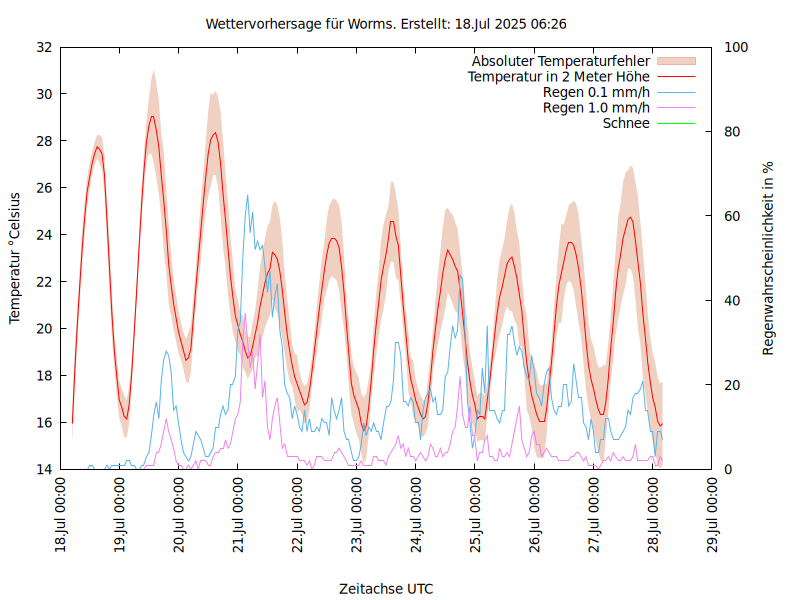 Wettervorhersage für Worms. Erstellt: 18.Jul 2025 06:26
Absoluter Temperaturfehler
Temperatur in 2 Meter Höhe
Regen 0.1 mm/h
Regen 1.0 mm/h
Schnee
Temperatur °Celsius
32
30
28
26
24
22
20
18
16
14
100
80
60
40
20
0
Regenwahrscheinlichkeit in %
18.Jul 00:00
19.Jul 00:00
20.Jul 00:00
21.Jul 00:00
22.Jul 00:00
23.Jul 00:00
24.Jul 00:00
25.Jul 00:00
26.Jul 00:00
27.Jul 00:00
28.Jul 00:00
29.Jul 00:00
Zeitachse UTC